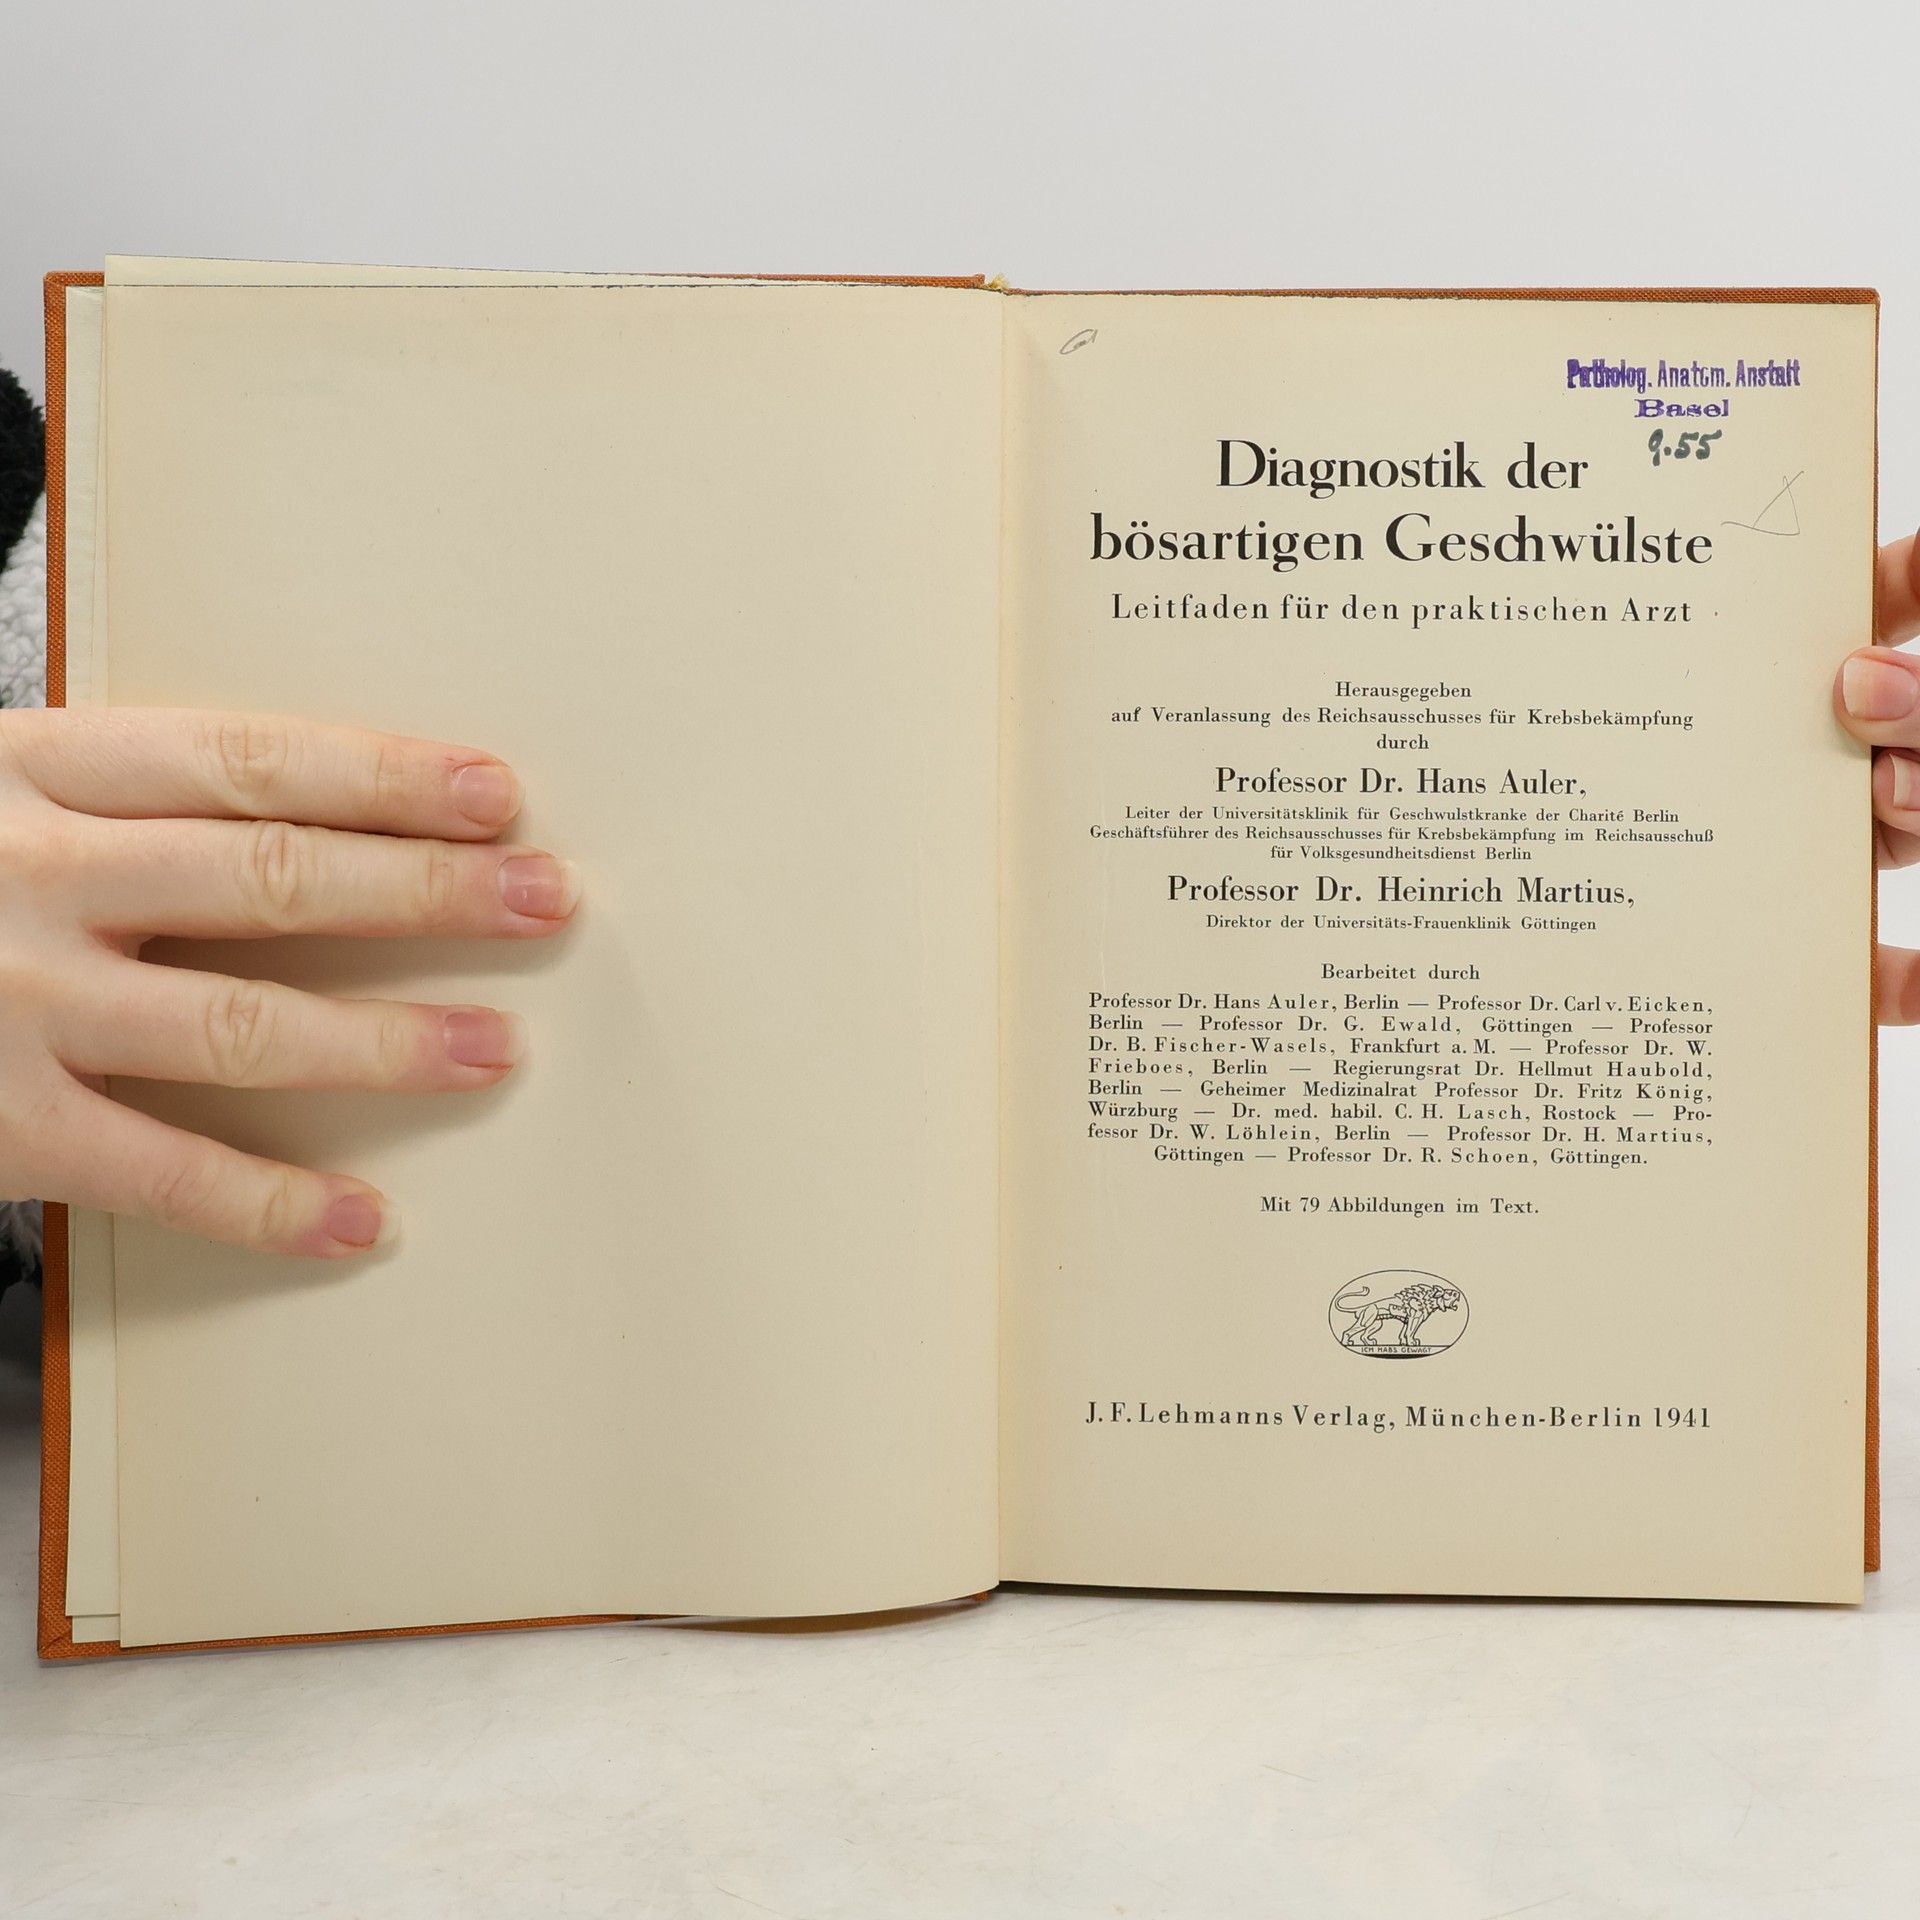 Patholog. Anatom. Anstalt
Basel
9.55
Diagnostik der
bösartigen Geschwülste
Leitfaden für den praktischen Arzt
Herausgegeben
auf Veranlassung des Reichsausschusses für Krebsbekämpfung
durch
Professor Dr. Hans Auler,
Leiter der Universitätsklinik für Geschwulstkranke der Charité Berlin
Geschäftsführer des Reichsausschusses für Krebsbekämpfung im Reichsausschuß
für Volksgesundheitsdienst Berlin
Professor Dr. Heinrich Martius,
Direktor der Universitäts-Frauenklinik Göttingen
Bearbeitet durch
Professor Dr. Hans Auler, Berlin — Professor Dr. Carl v. Eicken,
Berlin — Professor Dr. G. Ewald, Göttingen — Professor
Dr. B. Fischer-Wasels, Frankfurt a. M. — Professor Dr. W.
Frieboes, Berlin — Regierungsrat Dr. Hellmut Haubold,
Berlin — Geheimer Medizinalrat Professor Dr. Fritz König,
Würzburg — Dr. med. habil. C. H. Lasch, Rostock — Pro-
fessor Dr. W. Löhlein, Berlin — Professor Dr. H. Martius,
Göttingen — Professor Dr. R. Schoen, Göttingen.
Mit 79 Abbildungen im Text.
ICH HABS GEWAGT
J. F. Lehmanns Verlag, München-Berlin 1941